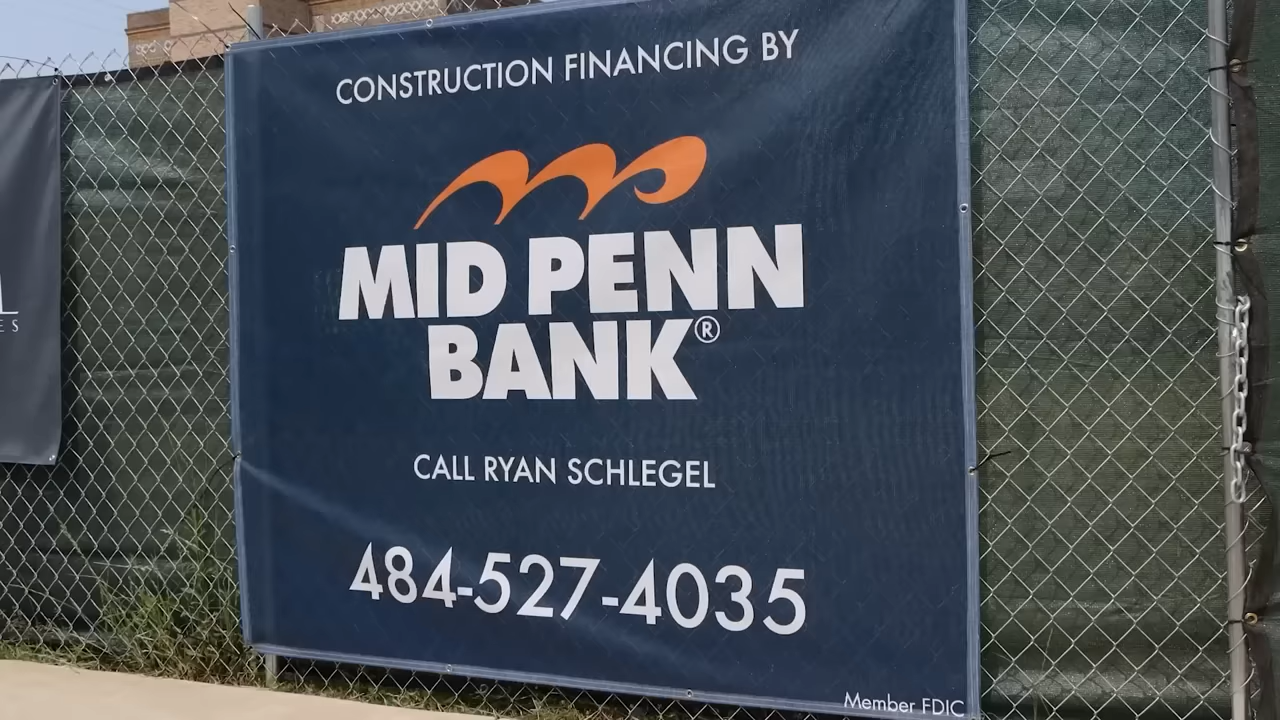 CONSTRUCTION FINANCING BY
MID PENN
BANK®
CALL RYAN SCHLEGEL
484-527-4035
Member FDIC